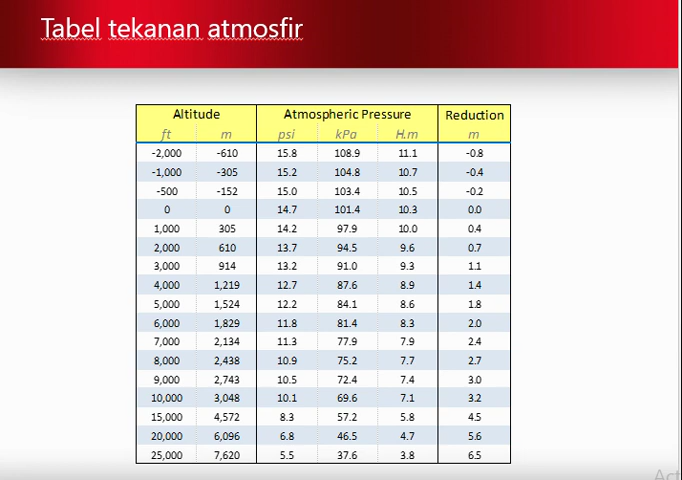 Tabel tekanan atmosfir
Altitude Atmospheric Pressure Reduction
ft m psi kPa H.m m
-2,000 -610 15.8 108.9 11.1 -0.8
-1,000 -305 15.2 104.8 10.7 -0.4
-500 -152 15.0 103.4 10.5 -0.2
0 0 14.7 101.4 10.3 0.0
1,000 305 14.2 97.9 10.0 0.4
2,000 610 13.7 94.5 9.6 0.7
3,000 914 13.2 91.0 9.3 1.1
4,000 1,219 12.7 87.6 8.9 1.4
5,000 1,524 12.2 84.1 8.6 1.8
6,000 1,829 11.8 81.4 8.3 2.0
7,000 2,134 11.3 77.9 7.9 2.4
8,000 2,438 10.9 75.2 7.7 2.7
9,000 2,743 10.5 72.4 7.4 3.0
10,000 3,048 10.1 69.6 7.1 3.2
15,000 4,572 8.3 57.2 5.8 4.5
20,000 6,096 6.8 46.5 4.7 5.6
25,000 7,620 5.5 37.6 3.8 6.5